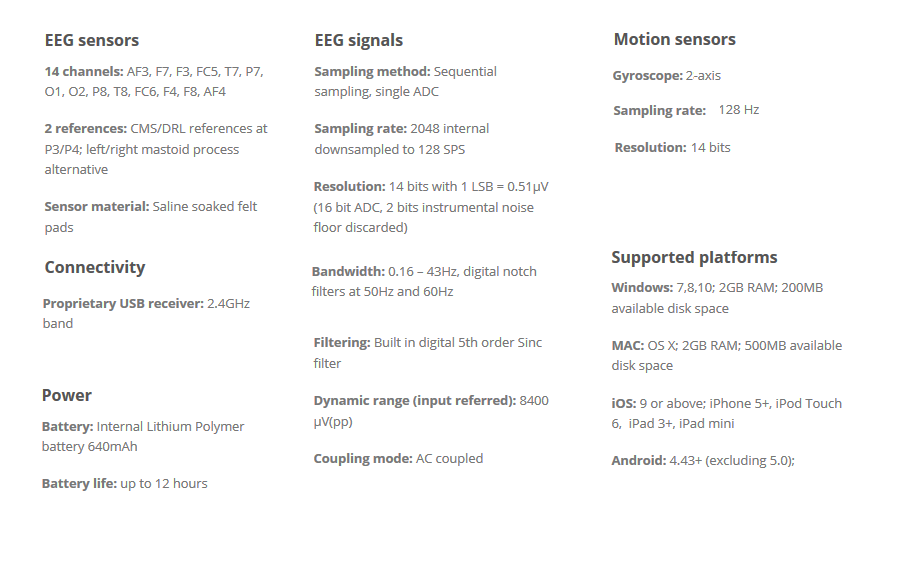 EEG sensors
14 channels: AF3, F7, F3, FC5, T7, P7,
O1, O2, P8, T8, FC6, F4, F8, AF4
2 references: CMS/DRL references at
P3/P4; left/right mastoid process
alternative
Sensor material: Saline soaked felt
pads
Connectivity
Proprietary USB receiver: 2.4GHz
band
Power
Battery: Internal Lithium Polymer
battery 640mAh
Battery life: up to 12 hours
EEG signals
Sampling method: Sequential
sampling, single ADC
Sampling rate: 2048 internal
downsampled to 128 SPS
Resolution: 14 bits with 1 LSB = 0.51μV
(16 bit ADC, 2 bits instrumental noise
floor discarded)
Bandwidth: 0.16 – 43Hz, digital notch
filters at 50Hz and 60Hz
Filtering: Built in digital 5th order Sinc
filter
Dynamic range (input referred): 8400
μV(pp)
Coupling mode: AC coupled
Motion sensors
Gyroscope: 2-axis
Sampling rate: 128 Hz
Resolution: 14 bits
Supported platforms
Windows: 7,8,10; 2GB RAM; 200MB
available disk space
MAC: OS X; 2GB RAM; 500MB available
disk space
iOS: 9 or above; iPhone 5+, iPod Touch
6, iPad 3+, iPad mini
Android: 4.43+ (excluding 5.0);